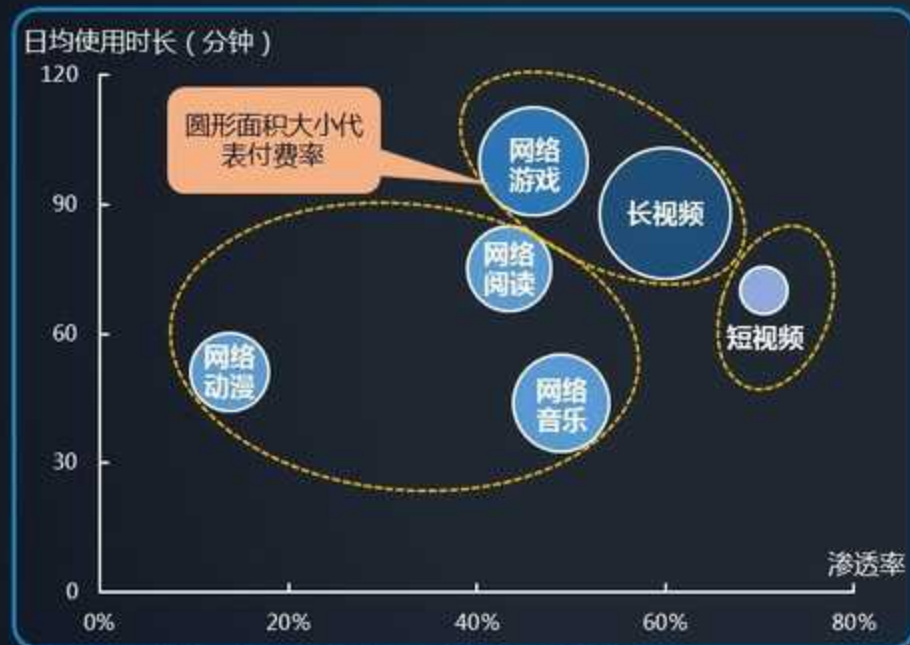 日均使用时长（分钟）
120
圆形面积大小代
表付费率
网络
游戏
90
长视频
网络
阅读
60
短视频
网络
动漫
网络
音乐
30
渗透率
0
0%
20%
40%
60%
80%